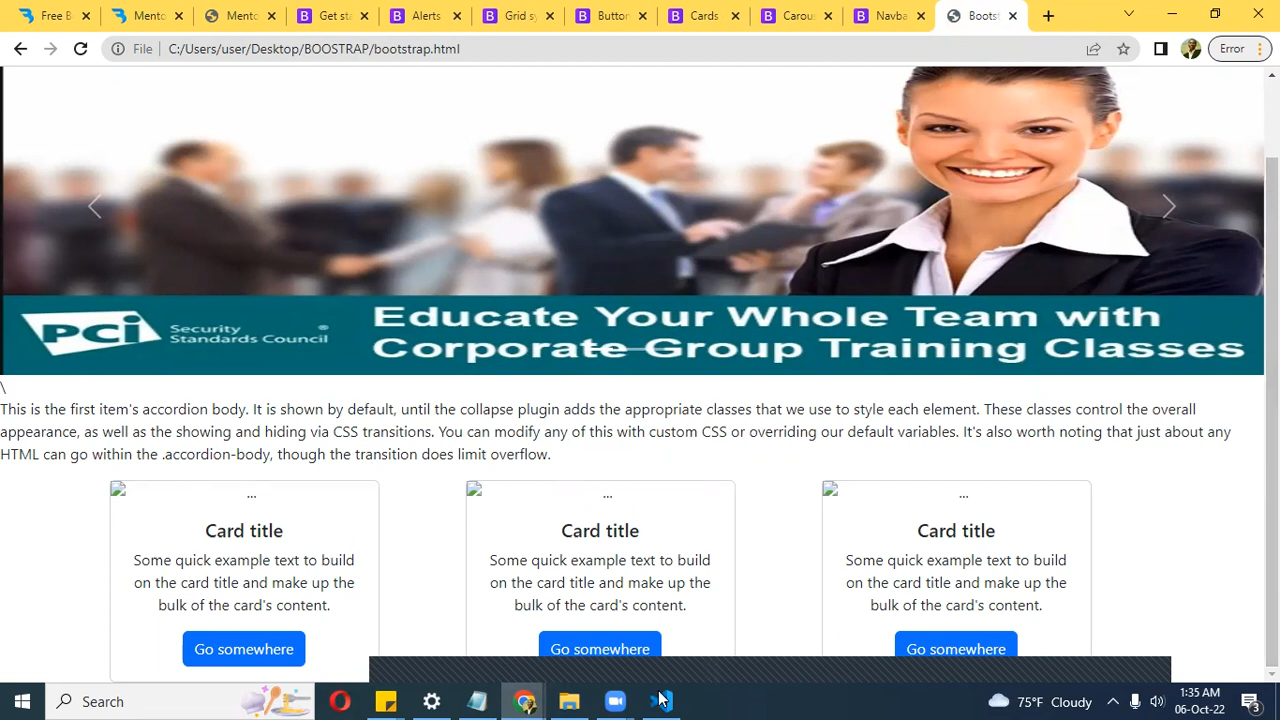 Free B
Mento
Mento
Get sta
Alerts
Grid sy
Button
Cards
Carous
Navba
Bootst
File
C:/Users/user/Desktop/BOOSTRAP/bootstrap.html
Error
PCi
Security
Standards Council
®
Educate Your Whole Team with
Corporate Group Training Classes
\
This is the first item's accordion body. It is shown by default, until the collapse plugin adds the appropriate classes that we use to style each element. These classes control the overall
appearance, as well as the showing and hiding via CSS transitions. You can modify any of this with custom CSS or overriding our default variables. It's also worth noting that just about any
HTML can go within the .accordion-body, though the transition does limit overflow.
...
Card title
Some quick example text to build
on the card title and make up the
bulk of the card's content.
Go somewhere
...
Card title
Some quick example text to build
on the card title and make up the
bulk of the card's content.
Go somewhere
...
Card title
Some quick example text to build
on the card title and make up the
bulk of the card's content.
Go somewhere
Search
75°F Cloudy
1:35 AM
06-Oct-22
3